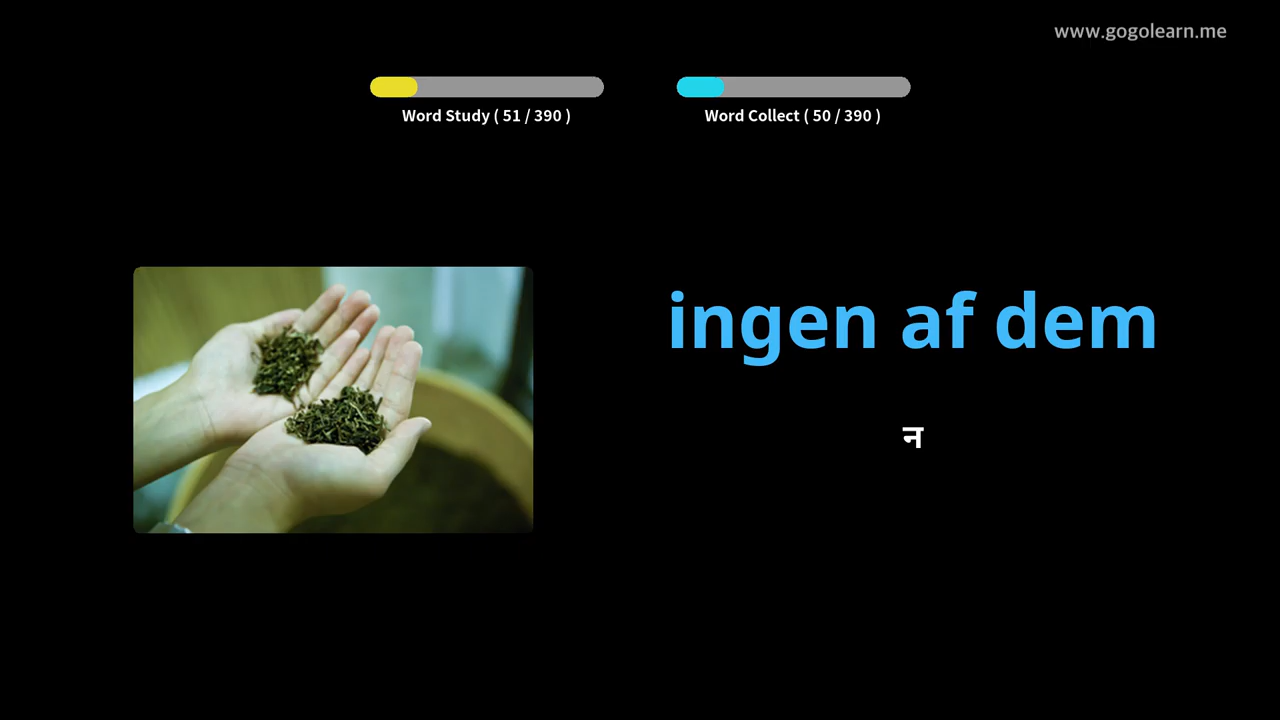 www.gogolearn.me
Word Study ( 51 / 390 )
Word Collect ( 50 / 390 )
ingen af dem
न